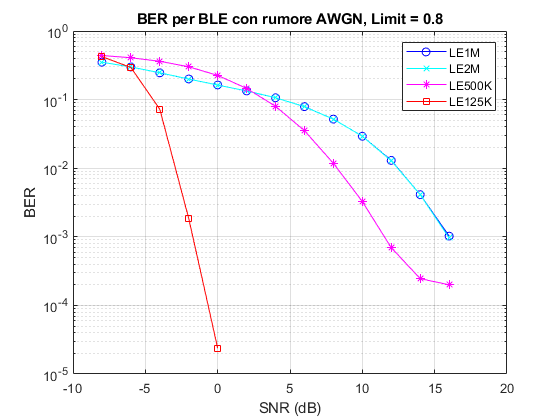 BER per BLE con rumore AWGN, Limit = 0.8
10^0
10^-1
10^-2
10^-3
10^-4
10^-5
BER
LE1M
LE2M
LE500K
LE125K
-10
-5
0
5
10
15
20
SNR (dB)